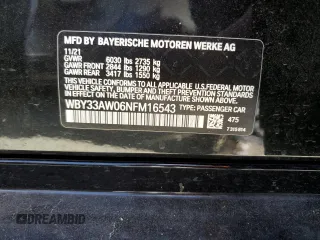 MFD BY BAYERISCHE MOTOREN WERKE AG
11/21
GVWR 6030 lbs 2735 kg
GAWR FRONT 2844 lbs 1290 kg
GAWR REAR 3417 lbs 1550 kg
THIS VEHICLE CONFORMS TO ALL APPLICABLE U.S. FEDERAL
MOTOR VEHICLE SAFETY, BUMPER, AND THEFT
PREVENTION STANDARDS IN EFFECT ON THE DATE OF
MANUFACTURE SHOWN ABOVE.
WBY33AW06NFM16543 TYPE: PASSENGER CAR
475
DREAMBID